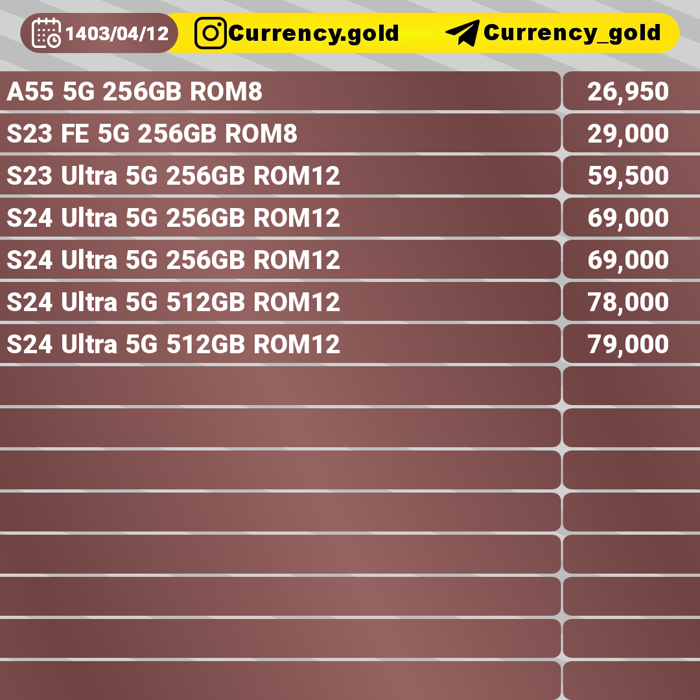 1403/04/12 Currency.gold Currency_gold
A55 5G 256GB ROM8 26,950
S23 FE 5G 256GB ROM8 29,000
S23 Ultra 5G 256GB ROM12 59,500
S24 Ultra 5G 256GB ROM12 69,000
S24 Ultra 5G 256GB ROM12 69,000
S24 Ultra 5G 512GB ROM12 78,000
S24 Ultra 5G 512GB ROM12 79,000